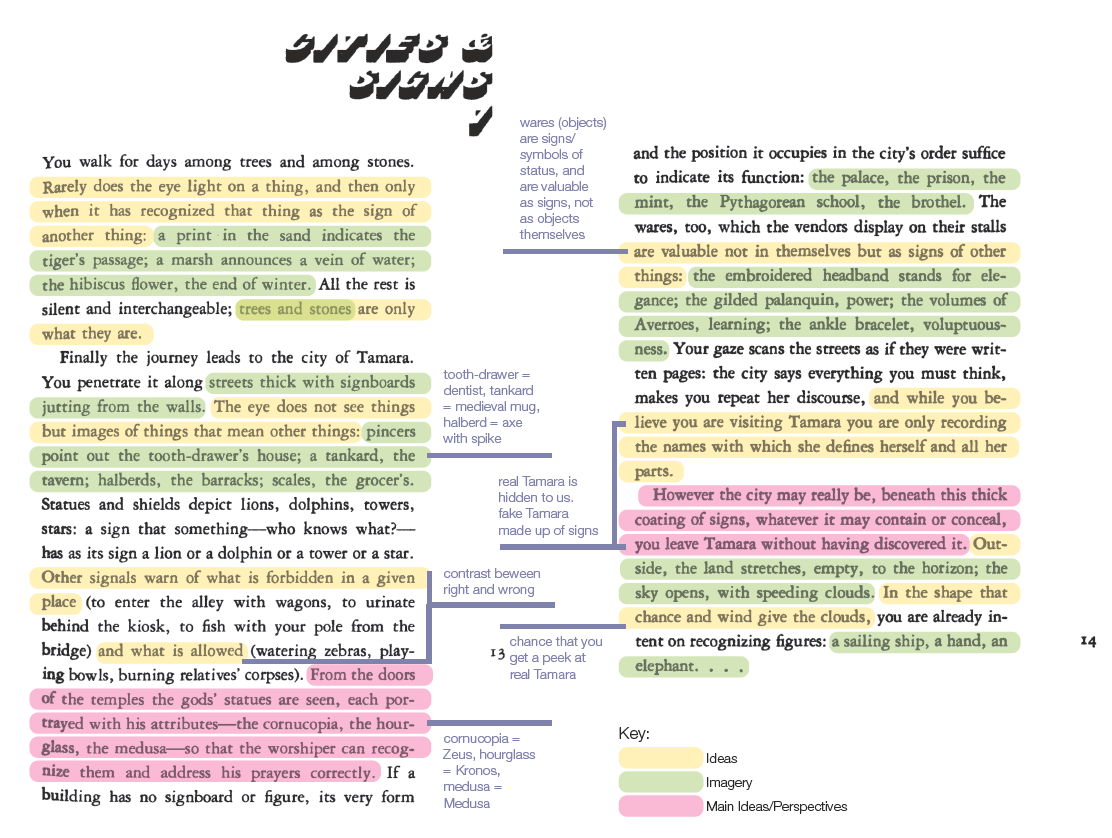 CITIES &
SIGNS
1
You walk for days among trees and among stones.
Rarely does the eye light on a thing, and then only
when it has recognized that thing as the sign of
another thing: a print in the sand indicates the
tiger's passage; a marsh announces a vein of water;
the hibiscus flower, the end of winter. All the rest is
silent and interchangeable; trees and stones are only
what they are.
Finally the journey leads to the city of Tamara.
You penetrate it along streets thick with signboards
jutting from the walls. The eye does not see things
but images of things that mean other things: pincers
point out the tooth-drawer's house; a tankard, the
tavern; halberds, the barracks; scales, the grocer's.
Statues and shields depict lions, dolphins, towers,
stars: a sign that something—who knows what?—
has as its sign a lion or a dolphin or a tower or a star.
Other signals warn of what is forbidden in a given
place (to enter the alley with wagons, to urinate
behind the kiosk, to fish with your pole from the
bridge) and what is allowed (watering zebras, play-
ing bowls, burning relatives' corpses). From the doors
of the temples the gods' statues are seen, each por-
trayed with his attributes—the cornucopia, the hour-
glass, the medusa—so that the worshiper can recog-
nize them and address his prayers correctly. If a
building has no signboard or figure, its very form
tooth-drawer =
dentist, tankard
= medieval mug,
halberd = axe
with spike
contrast beween
right and wrong
cornucopia =
Zeus, hourglass
= Kronos,
medusa =
Medusa
13
wares (objects)
are signs/
symbols of
status, and
are valuable
as signs, not
as objects
themselves
real Tamara is
hidden to us.
fake Tamara
made up of signs
chance that you
get a peek at
real Tamara
and the position it occupies in the city's order suffice
to indicate its function: the palace, the prison, the
mint, the Pythagorean school, the brothel. The
wares, too, which the vendors display on their stalls
are valuable not in themselves but as signs of other
things: the embroidered headband stands for ele-
gance; the gilded palanquin, power; the volumes of
Averroes, learning; the ankle bracelet, voluptuous-
ness. Your gaze scans the streets as if they were writ-
ten pages: the city says everything you must think,
makes you repeat her discourse, and while you be-
lieve you are visiting Tamara you are only recording
the names with which she defines herself and all her
parts.
However the city may really be, beneath this thick
coating of signs, whatever it may contain or conceal,
you leave Tamara without having discovered it. Out-
side, the land stretches, empty, to the horizon; the
sky opens, with speeding clouds. In the shape that
chance and wind give the clouds, you are already in-
tent on recognizing figures: a sailing ship, a hand, an
elephant. . . .
14
Key:
Ideas
Imagery
Main Ideas/Perspectives